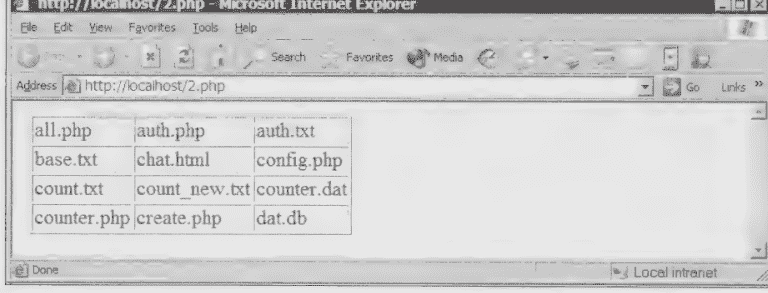 http://localhost/2.php - Microsoft Internet Explorer
File Edit View Favorites Tools Help
Search Favorites Media
Address http://localhost/2.php Go Links »
all.php auth.php auth.txt
base.txt chat.html config.php
count.txt count_new.txt counter.dat
counter.php create.php dat.db
Done Local intranet